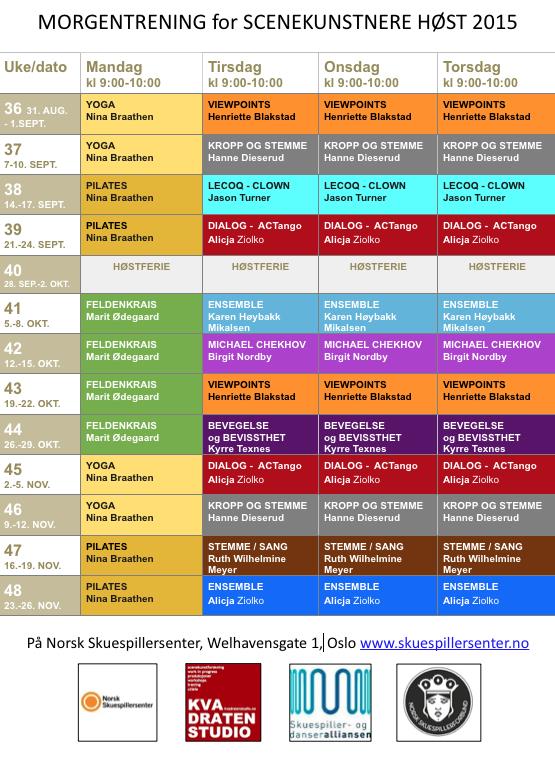 MORGENTRENING for SCENEKUNSTNERE HØST 2015
Uke/dato Mandag Tirsdag Onsdag Torsdag
kl 9:00-10:00 kl 9:00-10:00 kl 9:00-10:00 kl 9:00-10:00
36 31. AUG. YOGA VIEWPOINTS VIEWPOINTS VIEWPOINTS
- 1.SEPT. Nina Braathen Henriette Blakstad Henriette Blakstad Henriette Blakstad
37 YOGA KROPP OG STEMME KROPP OG STEMME KROPP OG STEMME
7-10. SEPT. Nina Braathen Hanne Dieserud Hanne Dieserud Hanne Dieserud
38 PILATES LECOQ - CLOWN LECOQ - CLOWN LECOQ - CLOWN
14.-17. SEPT. Nina Braathen Jason Turner Jason Turner Jason Turner
39 PILATES DIALOG - ACTango DIALOG - ACTango DIALOG - ACTango
21.-24. SEPT. Nina Braathen Alicja Ziolko Alicja Ziolko Alicja Ziolko
40 HØSTFERIE HØSTFERIE HØSTFERIE HØSTFERIE
28. SEP.-2. OKT.
41 FELDENKRAIS ENSEMBLE ENSEMBLE ENSEMBLE
5.-8. OKT. Marit Ødegaard Karen Høybakk Karen Høybakk Karen Høybakk
Mikalsen Mikalsen Mikalsen
42 FELDENKRAIS MICHAEL CHEKHOV MICHAEL CHEKHOV MICHAEL CHEKHOV
12.-15. OKT. Marit Ødegaard Birgit Nordby Birgit Nordby Birgit Nordby
43 FELDENKRAIS VIEWPOINTS VIEWPOINTS VIEWPOINTS
19.-22. OKT. Marit Ødegaard Henriette Blakstad Henriette Blakstad Henriette Blakstad
44 FELDENKRAIS BEVEGELSE BEVEGELSE BEVEGELSE
26.-29. OKT. Marit Ødegaard og BEVISSTHET og BEVISSTHET og BEVISSTHET
Kyrre Texnes Kyrre Texnes Kyrre Texnes
45 YOGA DIALOG - ACTango DIALOG - ACTango DIALOG - ACTango
2.-5. NOV. Nina Braathen Alicja Ziolko Alicja Ziolko Alicja Ziolko
46 YOGA KROPP OG STEMME KROPP OG STEMME KROPP OG STEMME
9.-12. NOV. Nina Braathen Hanne Dieserud Hanne Dieserud Hanne Dieserud
47 PILATES STEMME / SANG STEMME / SANG STEMME / SANG
16.-19. NOV. Nina Braathen Ruth Wilhelmine Ruth Wilhelmine Ruth Wilhelmine
Meyer Meyer Meyer
48 PILATES ENSEMBLE ENSEMBLE ENSEMBLE
23.-26. NOV. Nina Braathen Alicja Ziolko Alicja Ziolko Alicja Ziolko
På Norsk Skuespillersenter, Welhavensgate 1, Oslo www.skuespillersenter.no
Norsk
Skuespillersenter
KVA
DRATEN
STUDIO
Skuespiller- og
danseralliansen
NORSK SKUESPILLERFORBUND